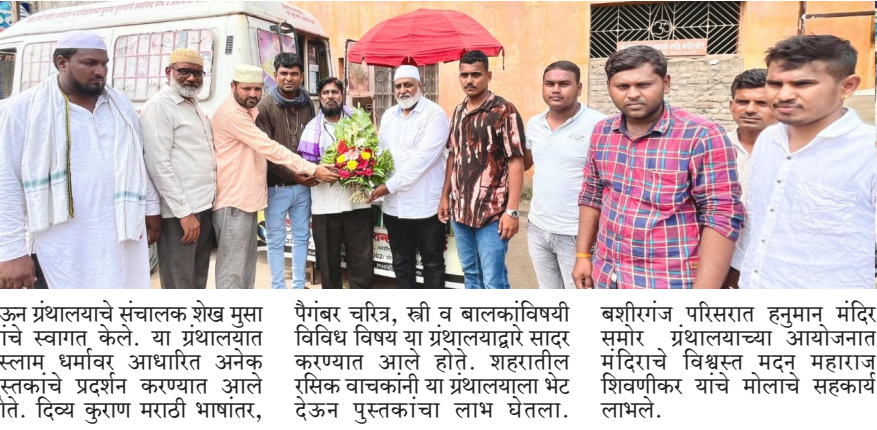 ऊन ग्रंथालयाचे संचालक शेख मुसा
यांचे स्वागत केले. या ग्रंथालयात
स्लाम धर्मावर आधारित अनेक
स्तकांचे प्रदर्शन करण्यात आले
ोते. दिव्य कुराण मराठी भाषांतर,
पैगंबर चरित्र, स्त्री व बालकांविषयी
विविध विषय या ग्रंथालयाद्वारे सादर
करण्यात आले होते. शहरातील
रसिक वाचकांनी या ग्रंथालयाला भेट
देऊन पुस्तकांचा लाभ घेतला.
बशीरगंज परिसरात हनुमान मंदिर
समोर ग्रंथालयाच्या आयोजनात
मंदिराचे विश्वस्त मदन महाराज
शिवणीकर यांचे मोलाचे सहकार्य
लाभले.